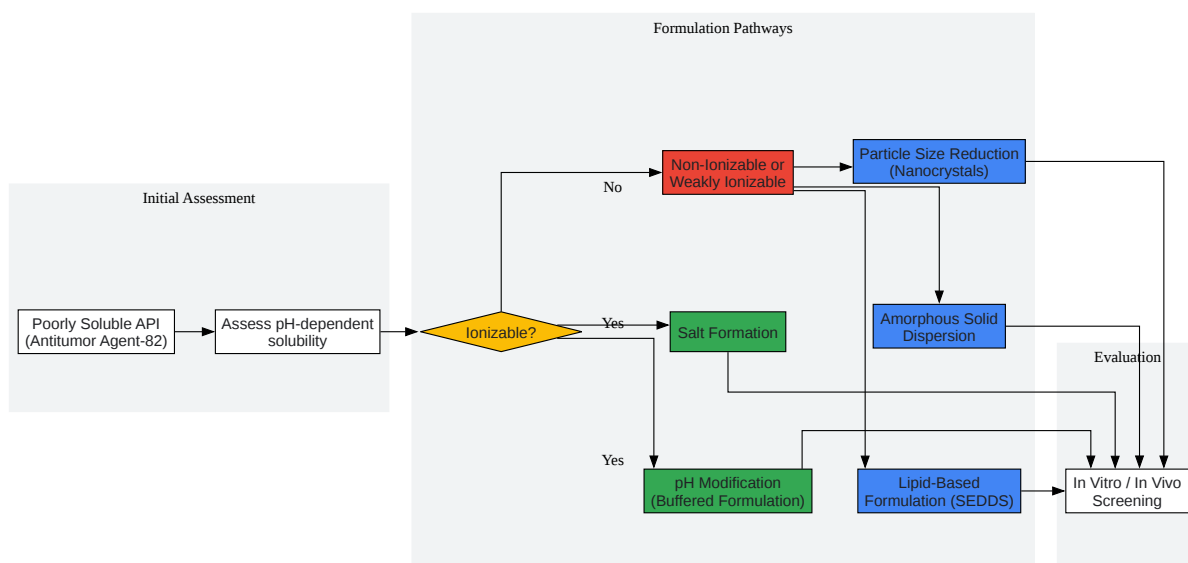 Formulation Pathways
Initial Assessment
Evaluation
Poorly Soluble API
(Antitumor Agent-82)
Assess pH-dependent
solubility
Ionizable?
No
Yes
Yes
Non-Ionizable or
Weakly Ionizable
Particle Size Reduction
(Nanocrystals)
Salt Formation
Amorphous Solid
Dispersion
pH Modification
(Buffered Formulation)
Lipid-Based
Formulation (SEDDS)
In Vitro / In Vivo
Screening